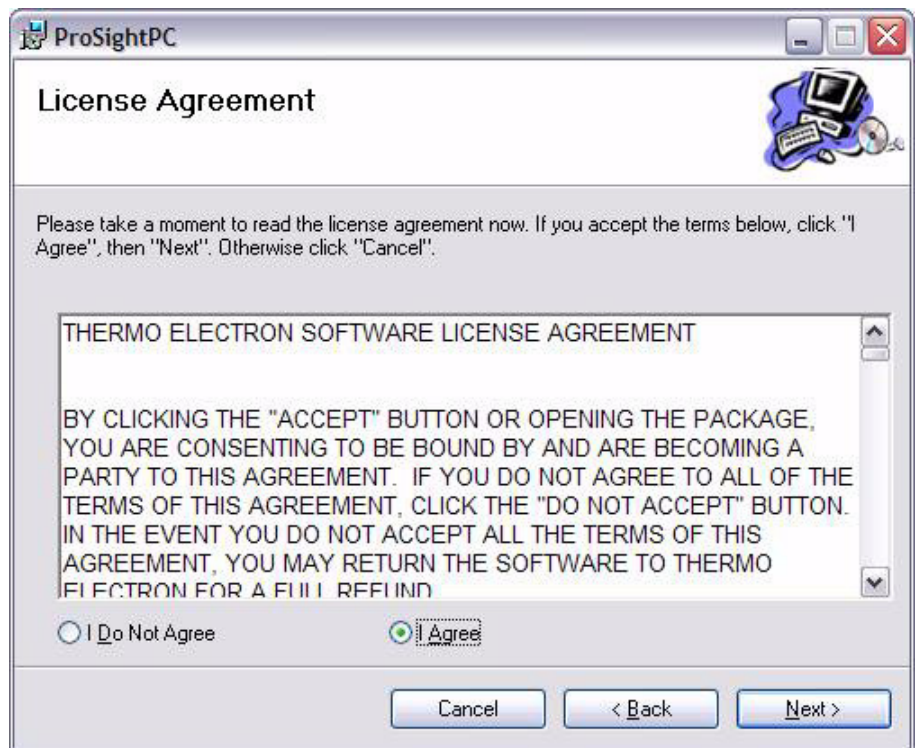 ProSightPC
License Agreement
Please take a moment to read the license agreement now. If you accept the terms below, click "I
Agree", then "Next". Otherwise click "Cancel".
THERMO ELECTRON SOFTWARE LICENSE AGREEMENT
BY CLICKING THE "ACCEPT" BUTTON OR OPENING THE PACKAGE,
YOU ARE CONSENTING TO BE BOUND BY AND ARE BECOMING A
PARTY TO THIS AGREEMENT.  IF YOU DO NOT AGREE TO ALL OF THE
TERMS OF THIS AGREEMENT, CLICK THE "DO NOT ACCEPT" BUTTON.
IN THE EVENT YOU DO NOT ACCEPT ALL THE TERMS OF THIS
AGREEMENT, YOU MAY RETURN THE SOFTWARE TO THERMO
ELECTRON FOR A FULL REFUND
I Do Not Agree I Agree
Cancel < Back Next >